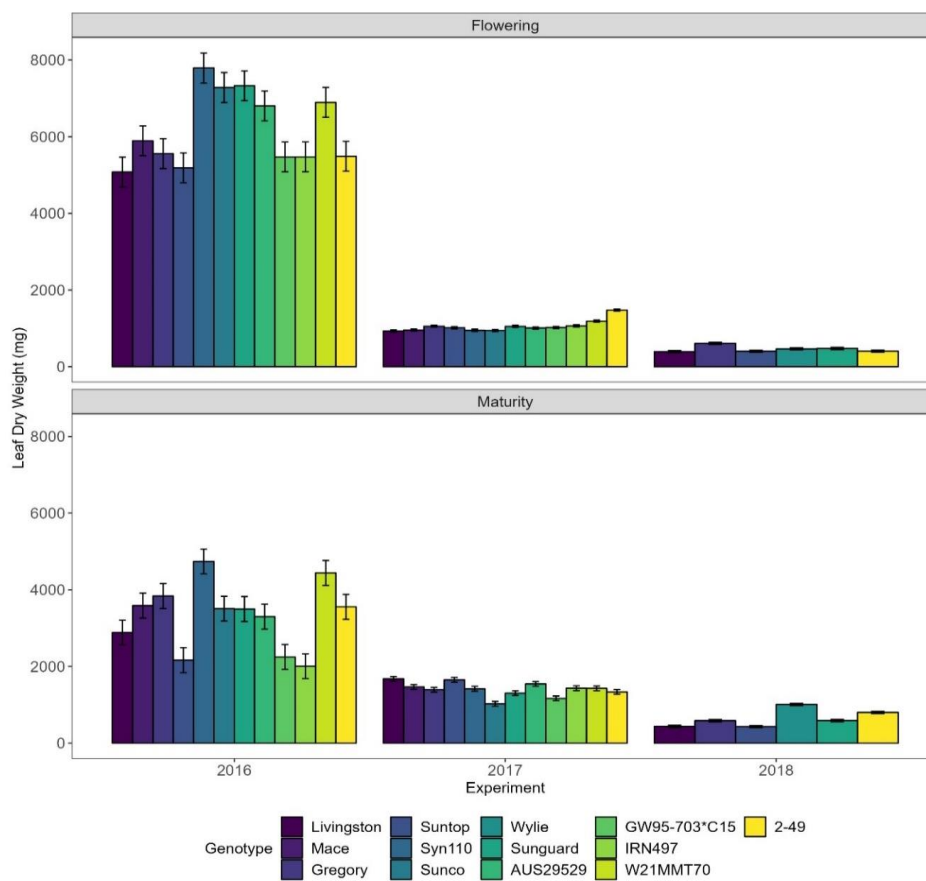 Flowering
8000
6000
4000
2000
0
Maturity
8000
6000
4000
2000
0
Leaf Dry Weight (mg)
2016 2017 2018
Experiment
Genotype
Livingston Suntop Wylie GW95-703*C15 2-49
Mace Syn110 Sunguard IRN497
Gregory Sunco AUS29529 W21MMT70